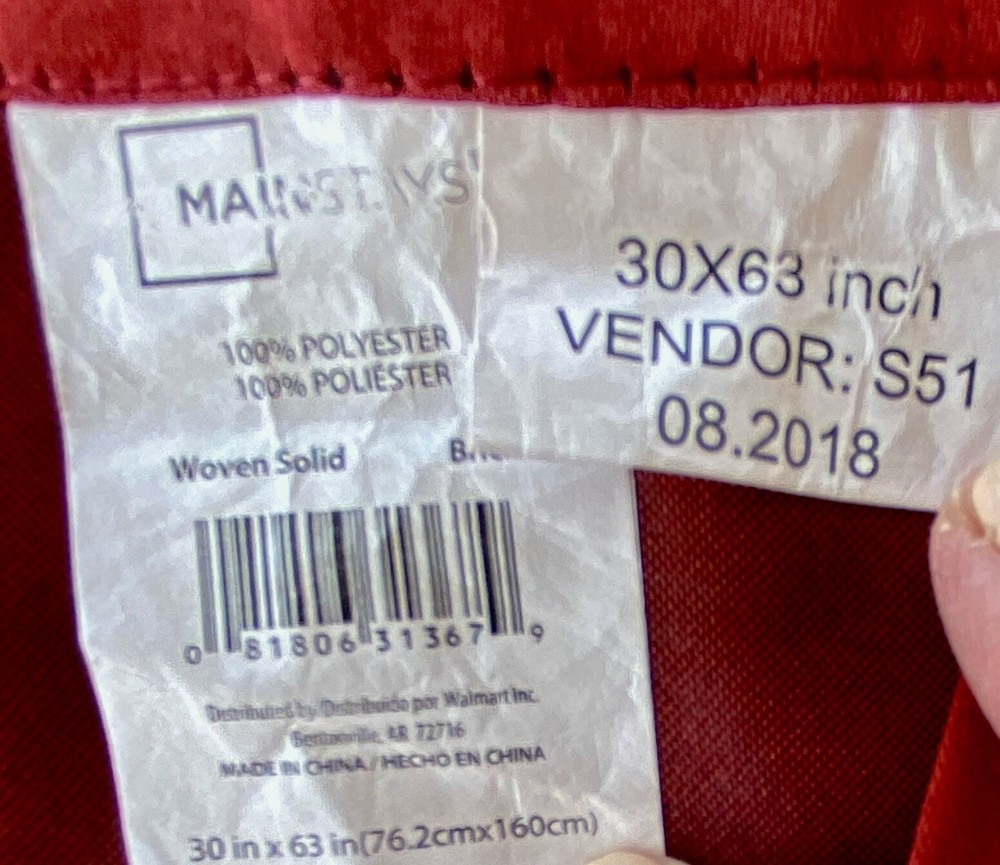 MAINSTAYS
100% POLYESTER
100% POLIÉSTER
Woven Solid
0 81806 31367 9
Distributed by/Distribuido por Walmart Inc.
Bentonville, AR 72716
MADE IN CHINA / HECHO EN CHINA
30 in x 63 in(76.2cmx160cm)
30X63 inch
VENDOR: S51
08.2018